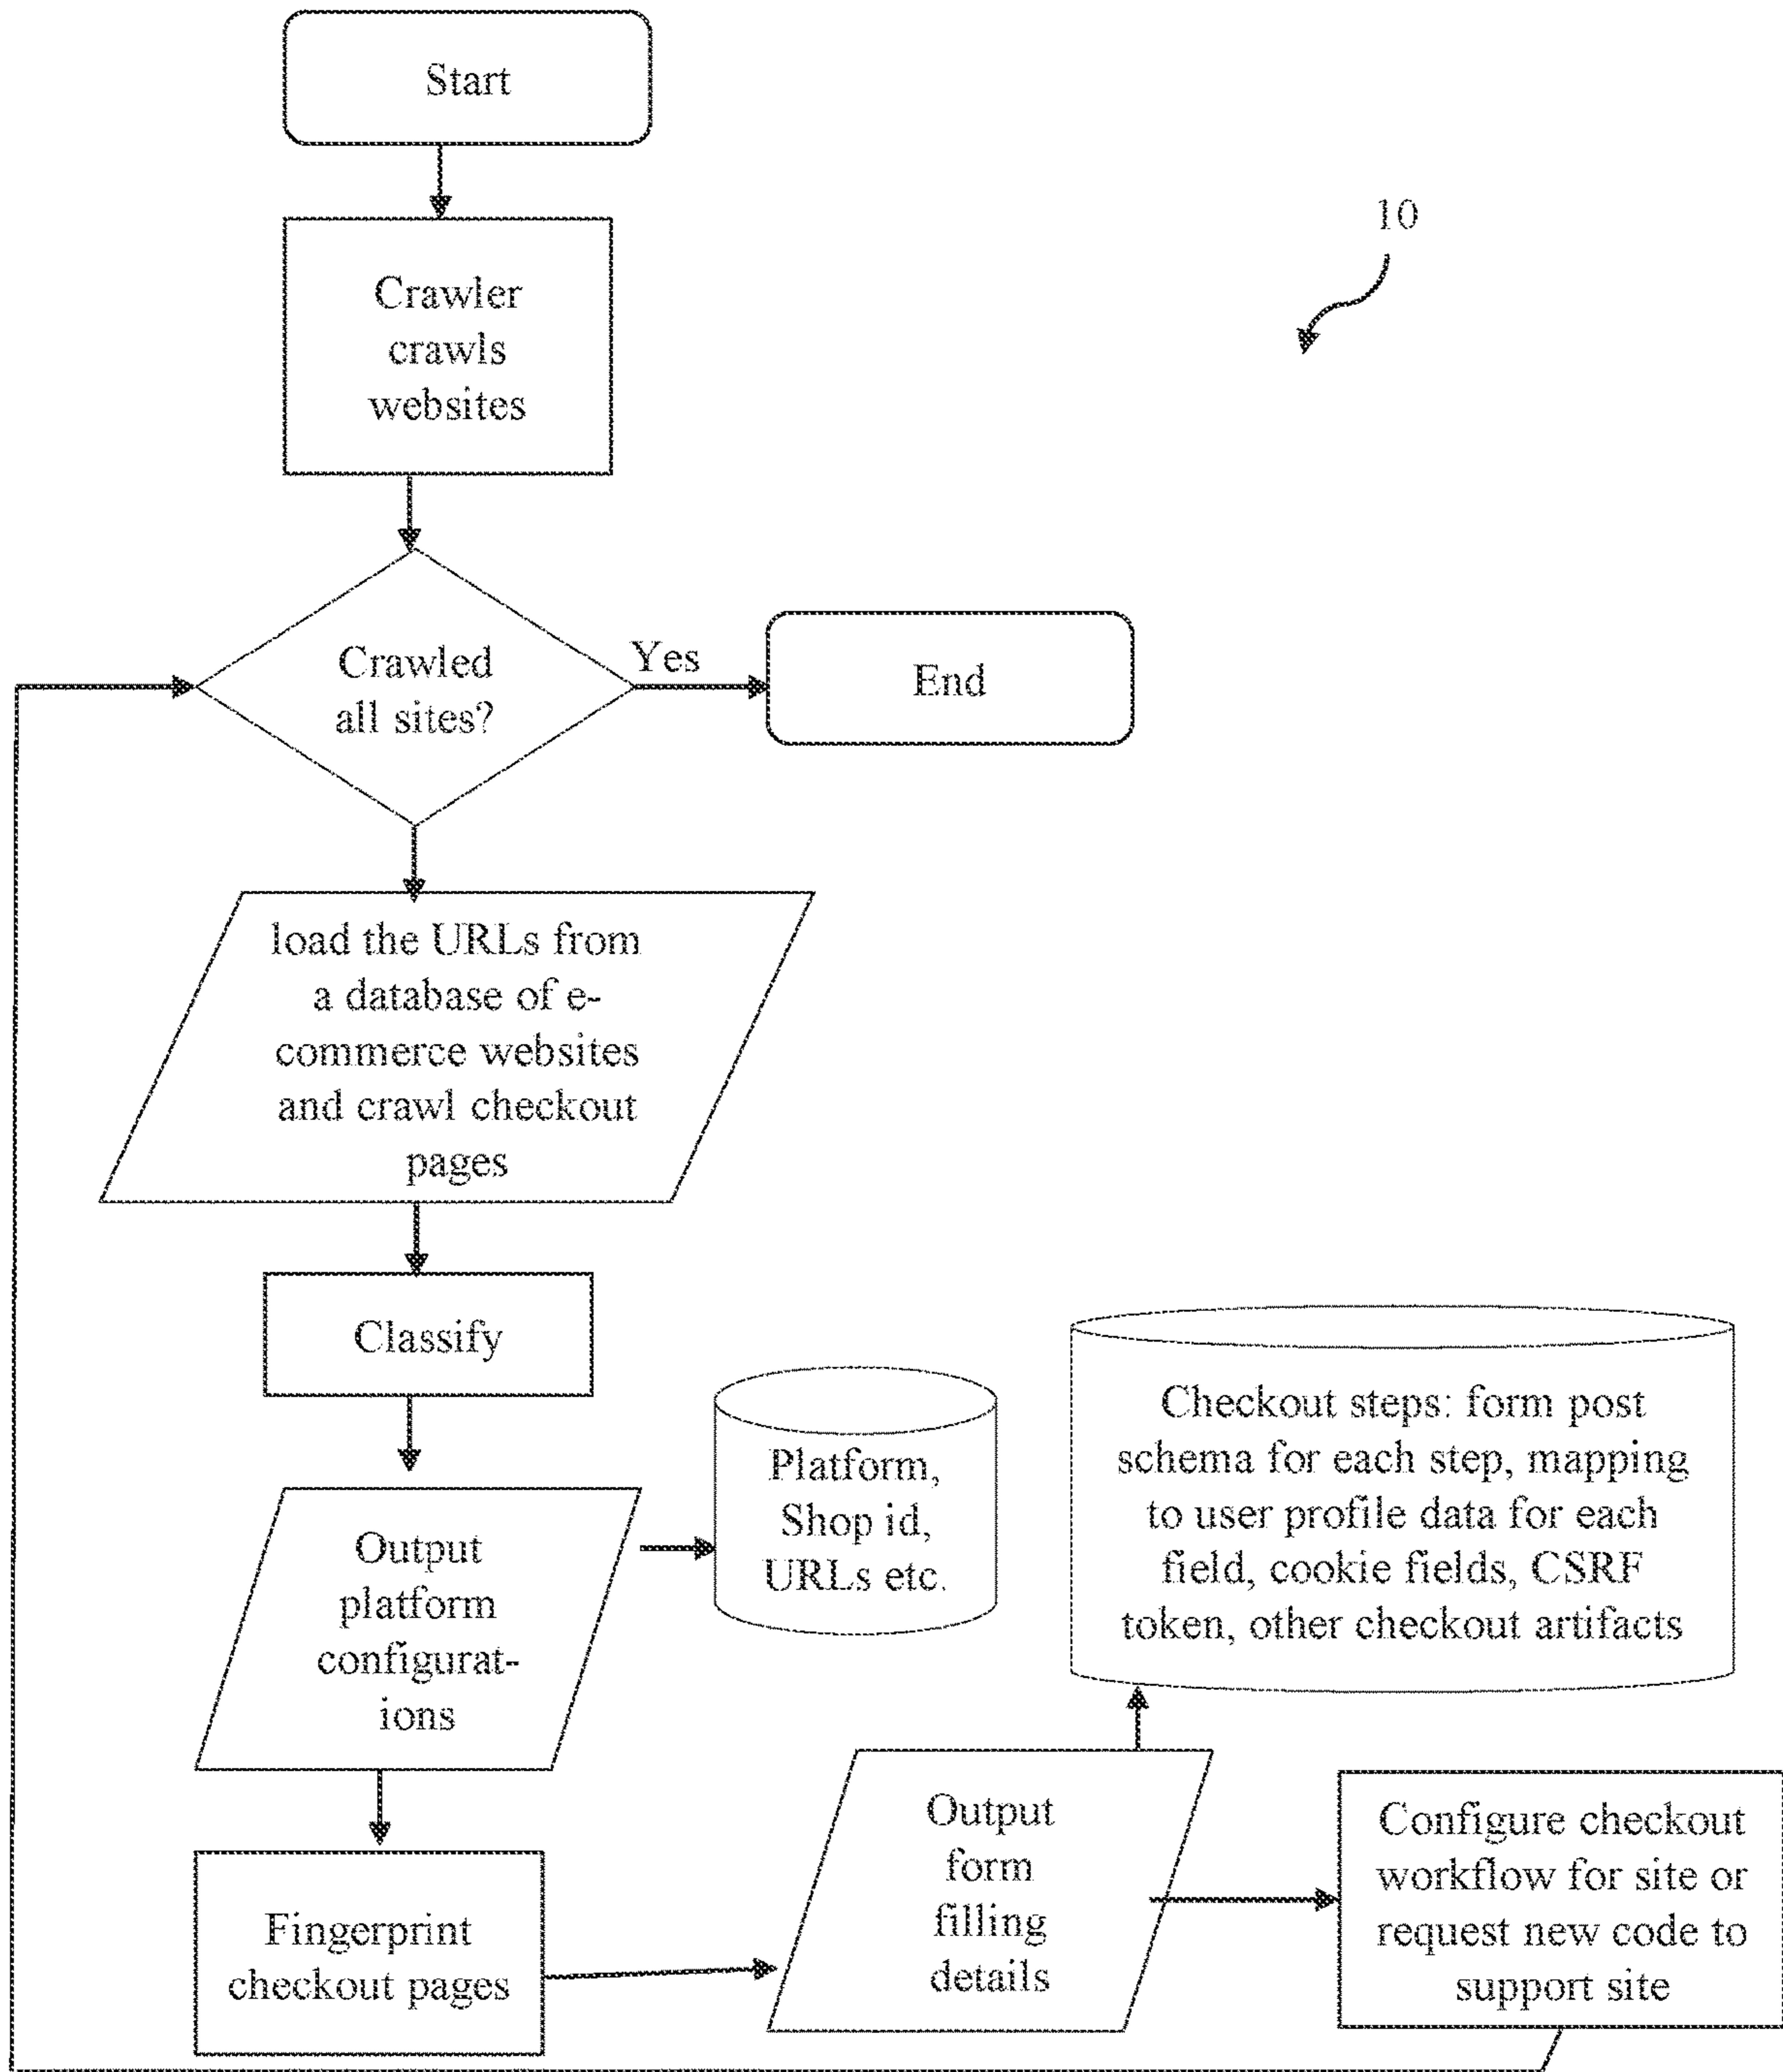 Start
10
Crawler
crawls
websites
Crawled
all sites?
Yes
End
load the URLs from
a database of e-
commerce websites
and crawl checkout
pages
Classify
Platform,
Shop id,
URLs etc.
Checkout steps: form post
schema for each step, mapping
to user profile data for each
field, cookie fields, CSRF
token, other checkout artifacts
Output
platform
configurat-
ions
Fingerprint
checkout pages
Output
form
filling
details
Configure checkout
workflow for site or
request new code to
support site